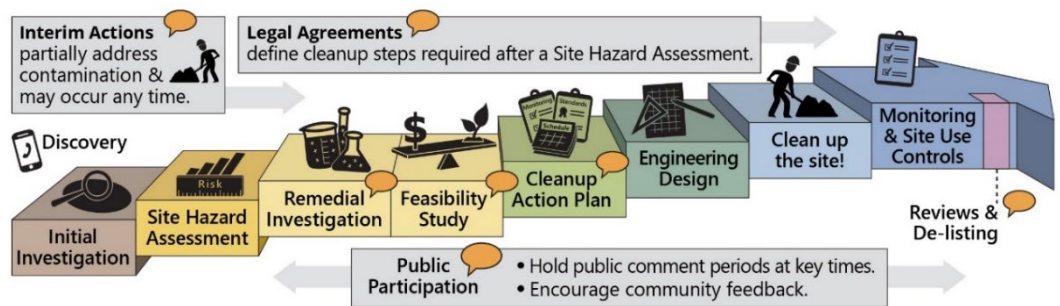 Interim Actions
partially address
contamination &
may occur any time.
Legal Agreements
define cleanup steps required after a Site Hazard Assessment.
Discovery
Initial
Investigation
Risk
Site Hazard
Assessment
Remedial
Investigation
$
Feasibility
Study
Monitoring
Standards
Schedule
Cleanup
Action Plan
Engineering
Design
Clean up
the site!
Monitoring
& Site Use
Controls
Reviews &
De-listing
Public
Participation
• Hold public comment periods at key times.
• Encourage community feedback.